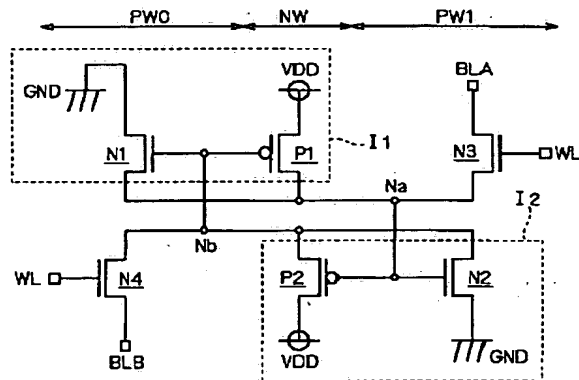 PWO NW PW1
VDD BLA
GND
I1
N1 P1 N3 WL
Na
I2
Nb
WL N4 P2 N2
VDD GND
BLB